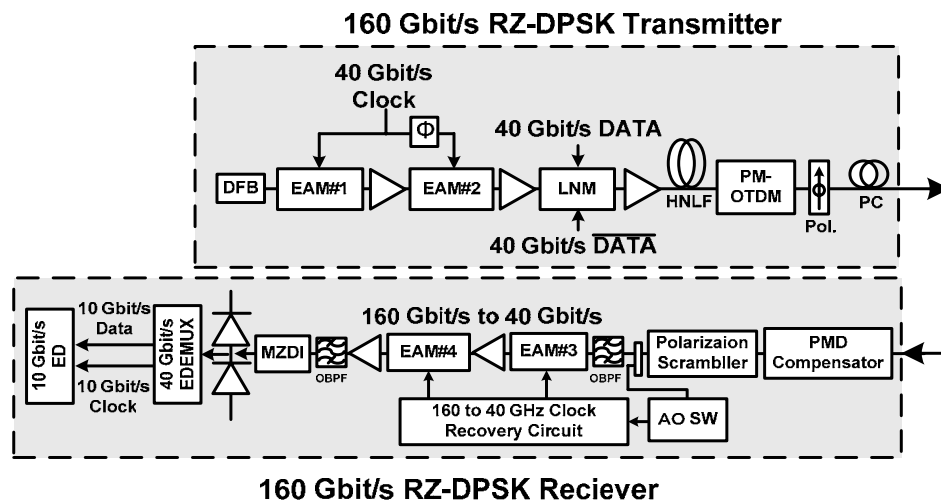 160 Gbit/s RZ-DPSK Transmitter
40 Gbit/s
Clock
Φ
40 Gbit/s DATA
DFB
EAM#1
EAM#2
LNM
HNLF
PM-
OTDM
Pol.
PC
40 Gbit/s DATA
10 Gbit/s
ED
10 Gbit/s
Data
10 Gbit/s
Clock
40 Gbit/s
EDEMUX
MZDI
OBPF
160 Gbit/s to 40 Gbit/s
EAM#4
EAM#3
OBPF
Polarizaion
Scrambller
PMD
Compensator
160 to 40 GHz Clock
Recovery Circuit
AO SW
160 Gbit/s RZ-DPSK Reciever